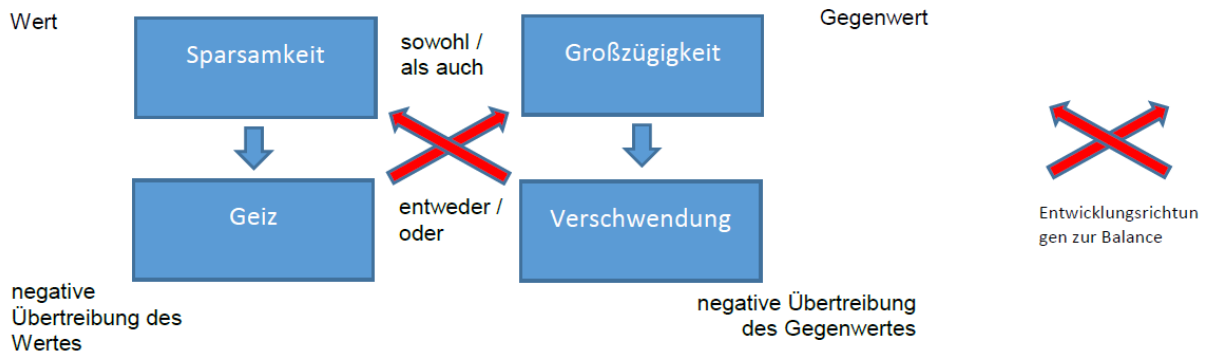 Wert
Gegenwert
Sparsamkeit
sowohl /
als auch
Großzügigkeit
Geiz
entweder /
oder
Verschwendung
Entwicklungsrichtun
gen zur Balance
negative
Übertreibung des
Wertes
negative Übertreibung
des Gegenwertes